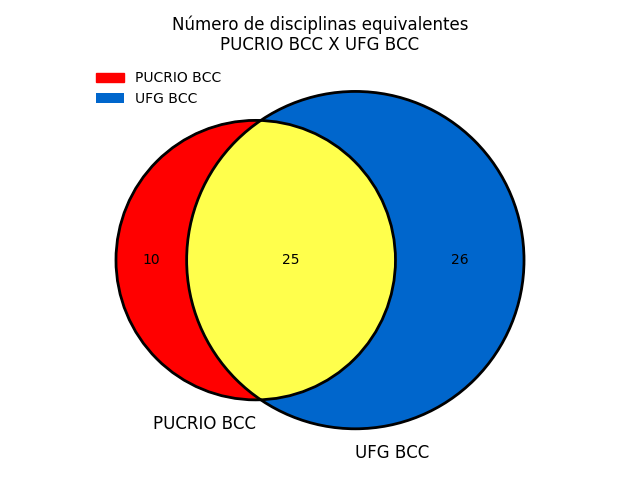 Número de disciplinas equivalentes
PUCRIO BCC X UFG BCC
PUCRIO BCC
UFG BCC
10
25
26
PUCRIO BCC
UFG BCC